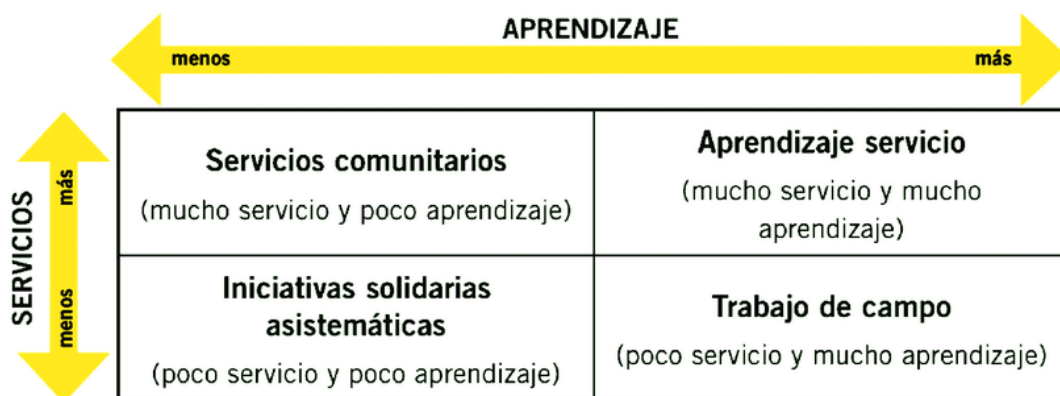 APRENDIZAJE
menos
más
SERVICIOS
más
menos
Servicios comunitarios
(mucho servicio y poco aprendizaje)
Aprendizaje servicio
(mucho servicio y mucho
aprendizaje)
Iniciativas solidarias
asistemáticas
(poco servicio y poco aprendizaje)
Trabajo de campo
(poco servicio y mucho aprendizaje)